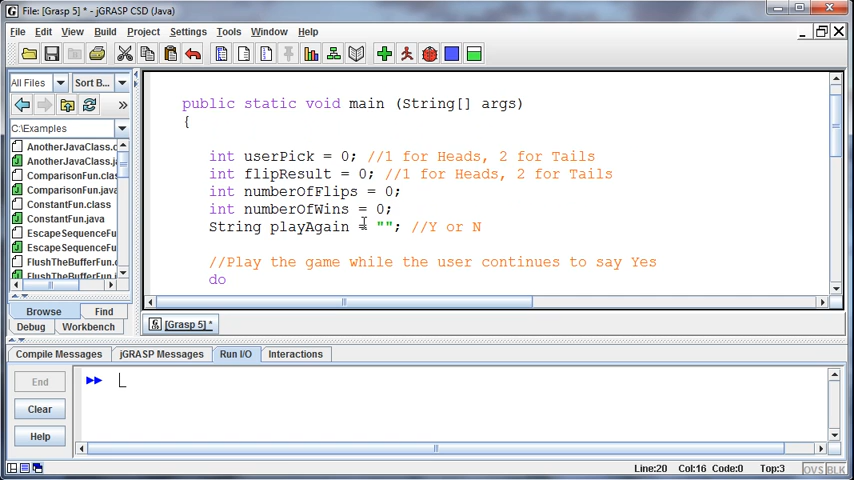 File: [Grasp 5] * - jGRASP CSD (Java)
File Edit View Build Project Settings Tools Window Help
All Files Sort B...
C:\Examples
AnotherJavaClass.c
AnotherJavaClass.ja
ComparisonFun.class
ComparisonFun.java
ConstantFun.class
ConstantFun.java
EscapeSequenceFu
EscapeSequenceFu
FlushTheBufferFun.c
FlushTheBufferFun.j
Browse Find
Debug Workbench
public static void main (String[] args)
{
int userPick = 0; //1 for Heads, 2 for Tails
int flipResult = 0; //1 for Heads, 2 for Tails
int numberOfFlips = 0;
int numberOfWins = 0;
String playAgain = ""; //Y or N
//Play the game while the user continues to say Yes
do
[Grasp 5] *
Compile Messages jGRASP Messages Run I/O Interactions
End
Clear
Help
Line:20 Col:16 Code:0 Top:3 OVS BLK